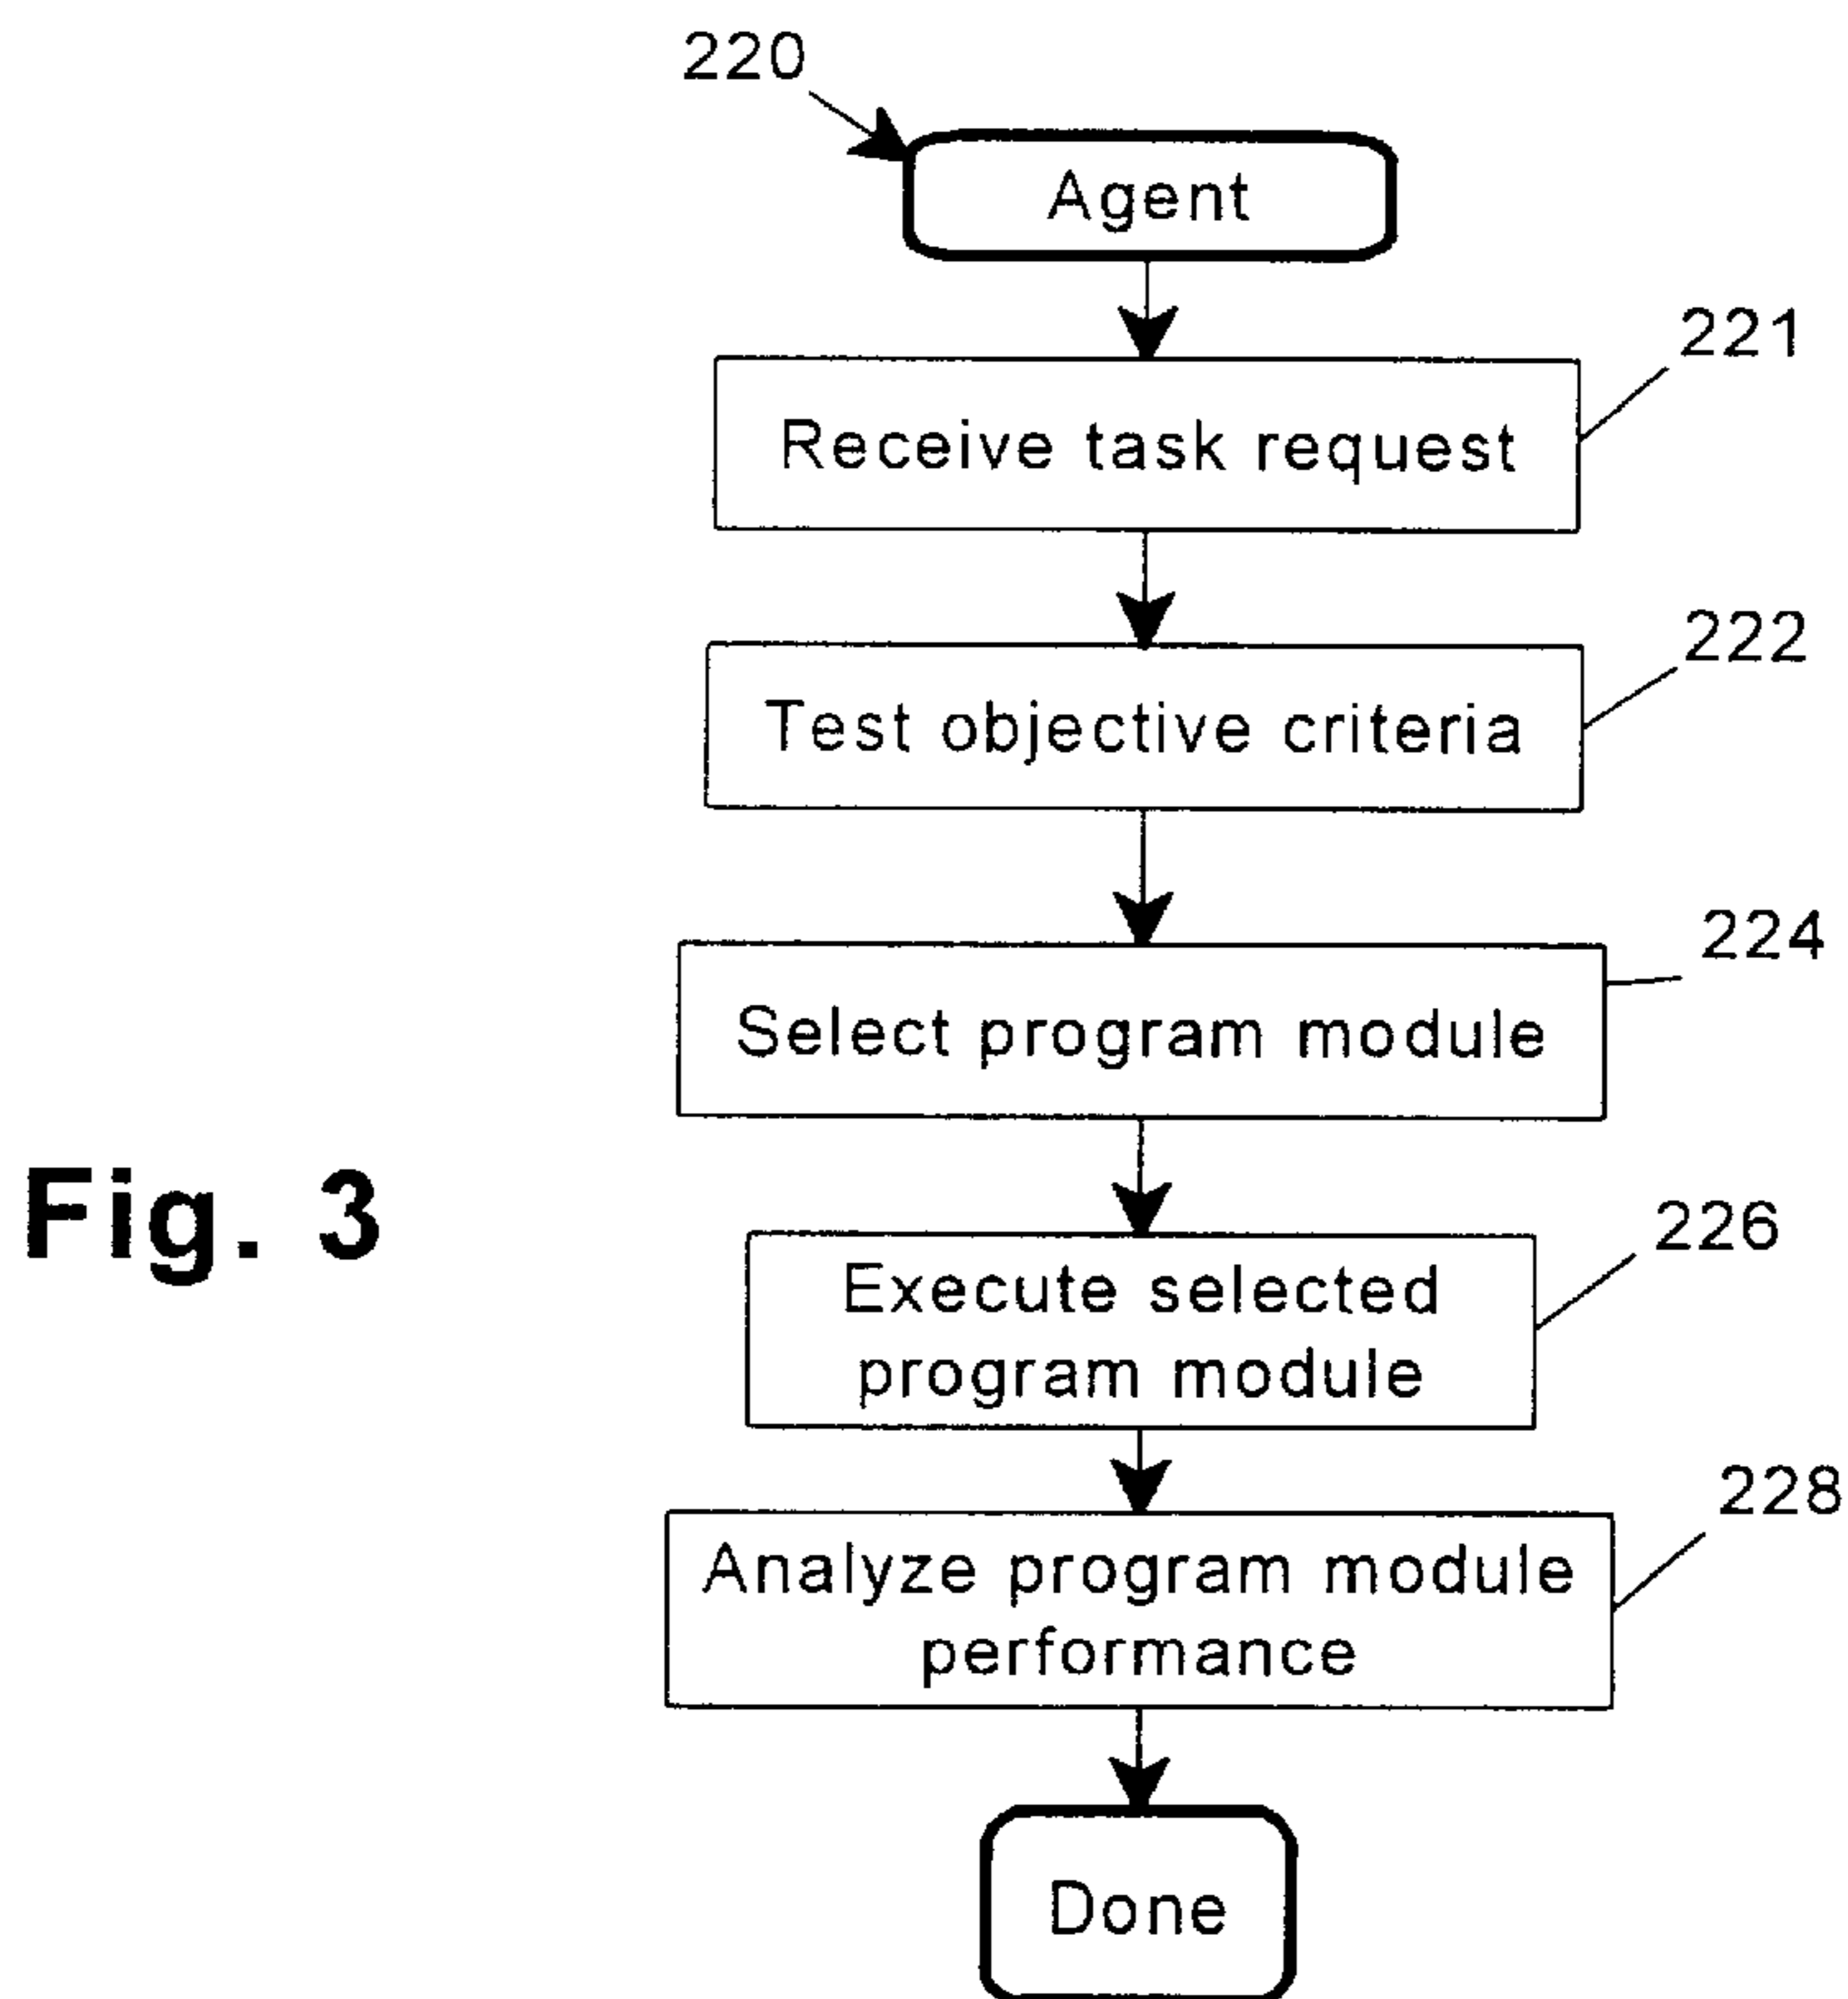 220
Agent
221
Receive task request
222
Test objective criteria
224
Select program module
Fig. 3
226
Execute selected
program module
228
Analyze program module
performance
Done